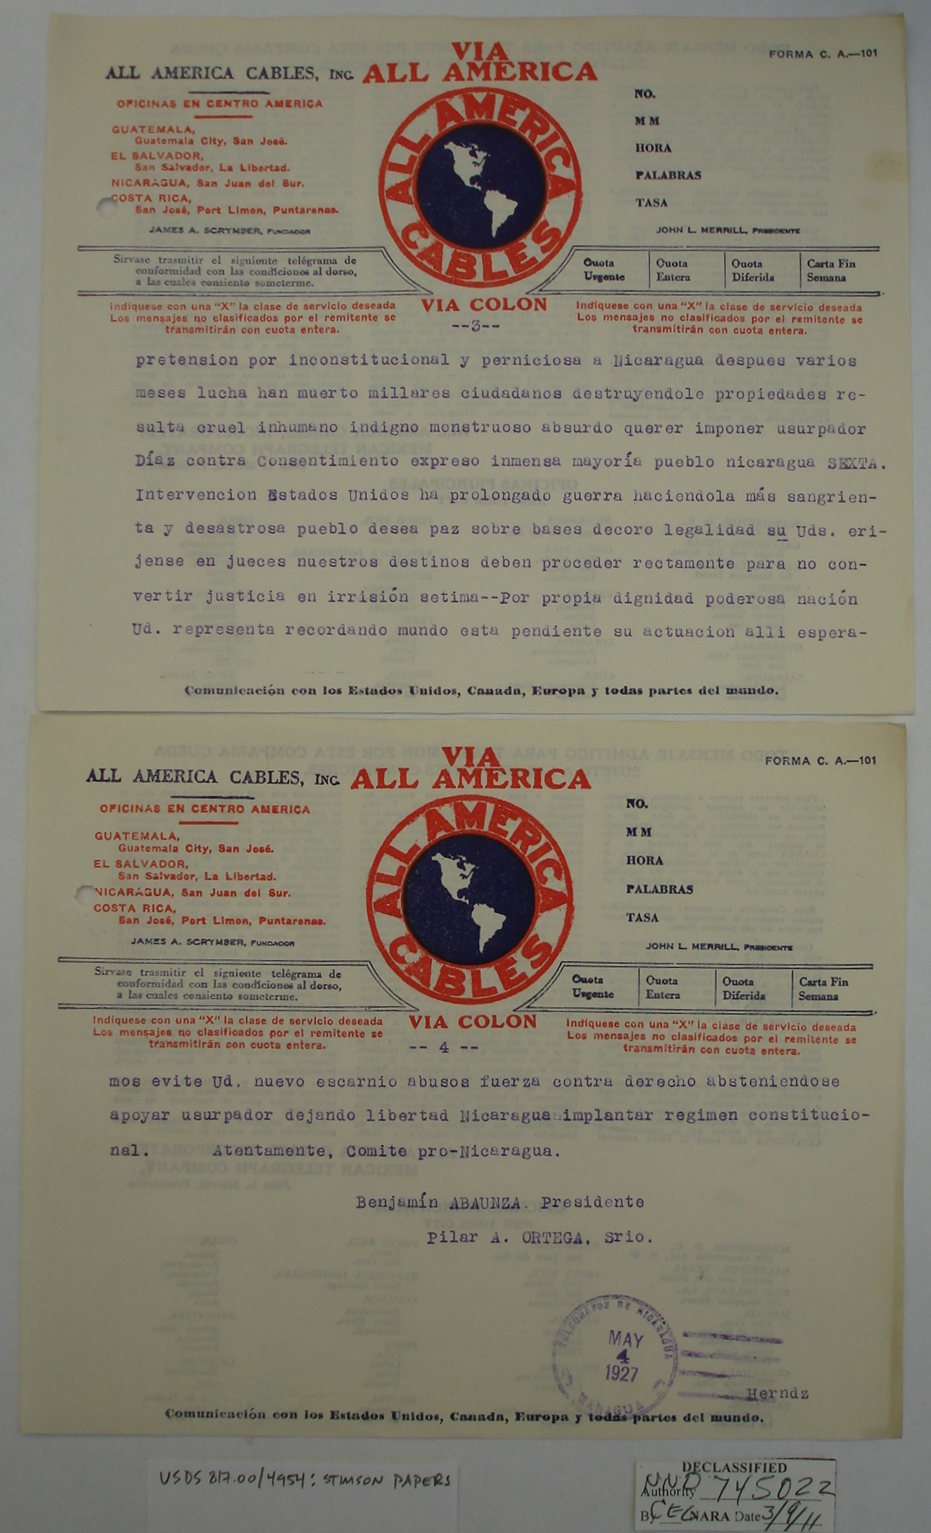 VIA
ALL AMERICA CABLES, INC. ALL AMERICA
FORMA C. A.—101
OFICINAS EN CENTRO AMERICA
GUATEMALA,
Guatemala City, San José.
EL SALVADOR,
San Salvador, La Libertad.
NICARAGUA, San Juan del Sur.
COSTA RICA,
San José, Port Limon, Puntarenas.
JAMES A. SCRYMSER, FUNDADOR
ALL AMERICA CABLES
NO.
MM
HORA
PALABRAS
TASA
JOHN L. MERRILL, PRESIDENTE
Sirvase trasmitir el siguiente telégrama de
conformidad con las condiciones al dorso,
a las cuales consiento someterme.
Quota Urgente
Quota Entera
Quota Diferida
Carta Fin Semana
Indíquese con una "X" la clase de servicio deseada
Los mensajes no clasificados por el remitente se
transmitirán con cuota entera.
VIA COLON
Indíquese con una "X" la clase de servicio deseada
Los mensajes no clasificados por el remitente se
transmitirán con cuota entera.
--3--
pretension por inconstitucional y perniciosa a Nicaragua despues varios
meses lucha han muerto millares ciudadanos destruyendole propiedades re-
sulta cruel inhumano indigno monstruoso absurdo querer imponer usurpador
Díaz contra Consentimiento expreso inmensa mayoría pueblo nicaragua SEXTA.
Intervencion Estados Unidos ha prolongado guerra haciendola más sangrien-
ta y desastrosa pueblo desea paz sobre bases decoro legalidad su Uds. eri-
jense en jueces nuestros destinos deben proceder rectamente para no con-
vertir justicia en irrisión setima--Por propia dignidad poderosa nación
Ud. representa recordando mundo esta pendiente su actuacion alli espera-
Comunicación con los Estados Unidos, Canada, Europa y todas partes del mundo.
VIA
ALL AMERICA CABLES, INC. ALL AMERICA
FORMA C. A.—101
OFICINAS EN CENTRO AMERICA
GUATEMALA,
Guatemala City, San José.
EL SALVADOR,
San Salvador, La Libertad.
NICARAGUA, San Juan del Sur.
COSTA RICA,
San José, Port Limon, Puntarenas.
JAMES A. SCRYMSER, FUNDADOR
ALL AMERICA CABLES
NO.
MM
HORA
PALABRAS
TASA
JOHN L. MERRILL, PRESIDENTE
Sirvase trasmitir el siguiente telégrama de
conformidad con las condiciones al dorso,
a las cuales consiento someterme.
Quota Urgente
Quota Entera
Quota Diferida
Carta Fin Semana
Indíquese con una "X" la clase de servicio deseada
Los mensajes no clasificados por el remitente se
transmitirán con cuota entera.
VIA COLON
Indíquese con una "X" la clase de servicio deseada
Los mensajes no clasificados por el remitente se
transmitirán con cuota entera.
-- 4 --
mos evite Ud. nuevo escarnio abusos fuerza contra derecho absteniendose
apoyar usurpador dejando libertad Nicaragua implantar regimen constitucio-
nal. Atentamente, Comite pro-Nicaragua.
Benjamín ABAUNZA. Presidente
Pilar A. ORTEGA, Srio.
TELEGRAFOS DE NICARAGUA
MAY
4
1927
MANAGUA
Herndz
Comunicación con los Estados Unidos, Canada, Europa y todas partes del mundo.
USDS 817.00/4954: STIMSON PAPERS
DECLASSIFIED
Authority NND 745022
By CEG NARA Date 3/9/11